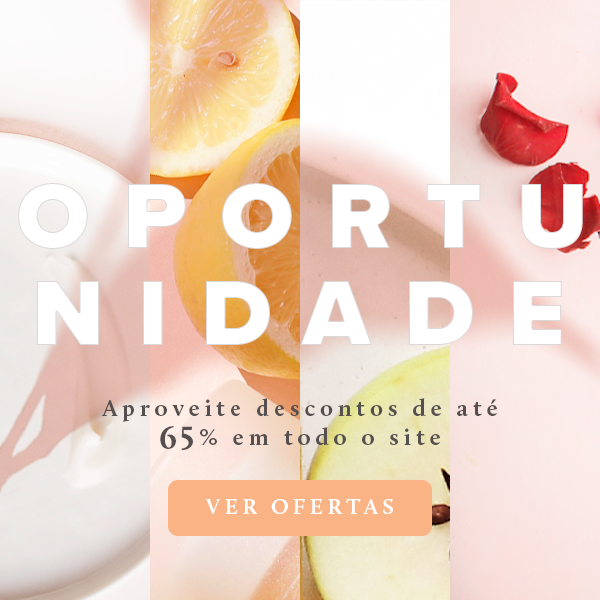 OPORTU
NIDADE
Aproveite descontos de até
65% em todo o site
VER OFERTAS